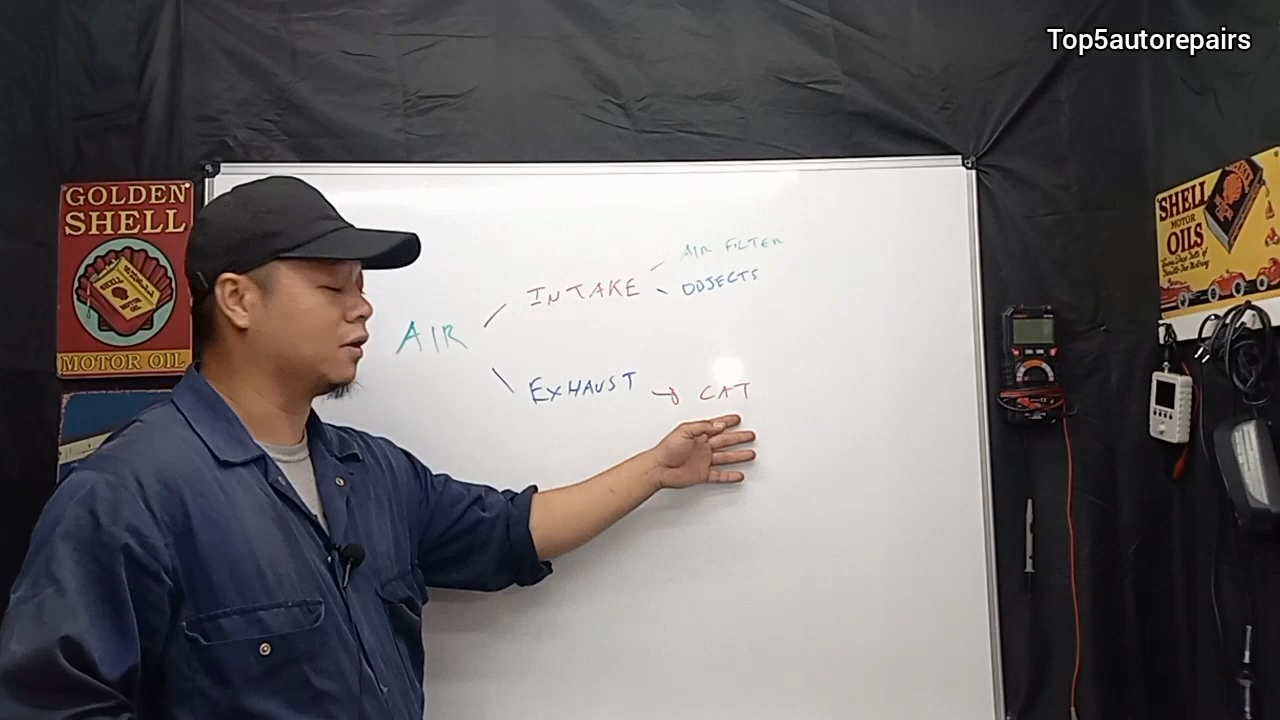 Top5autorepairs
GOLDEN
SHELL
MOTOR OIL
AIR
INTAKE
AIR FILTER
OBJECTS
EXHAUST → CAT
SHELL
MOTOR
OILS